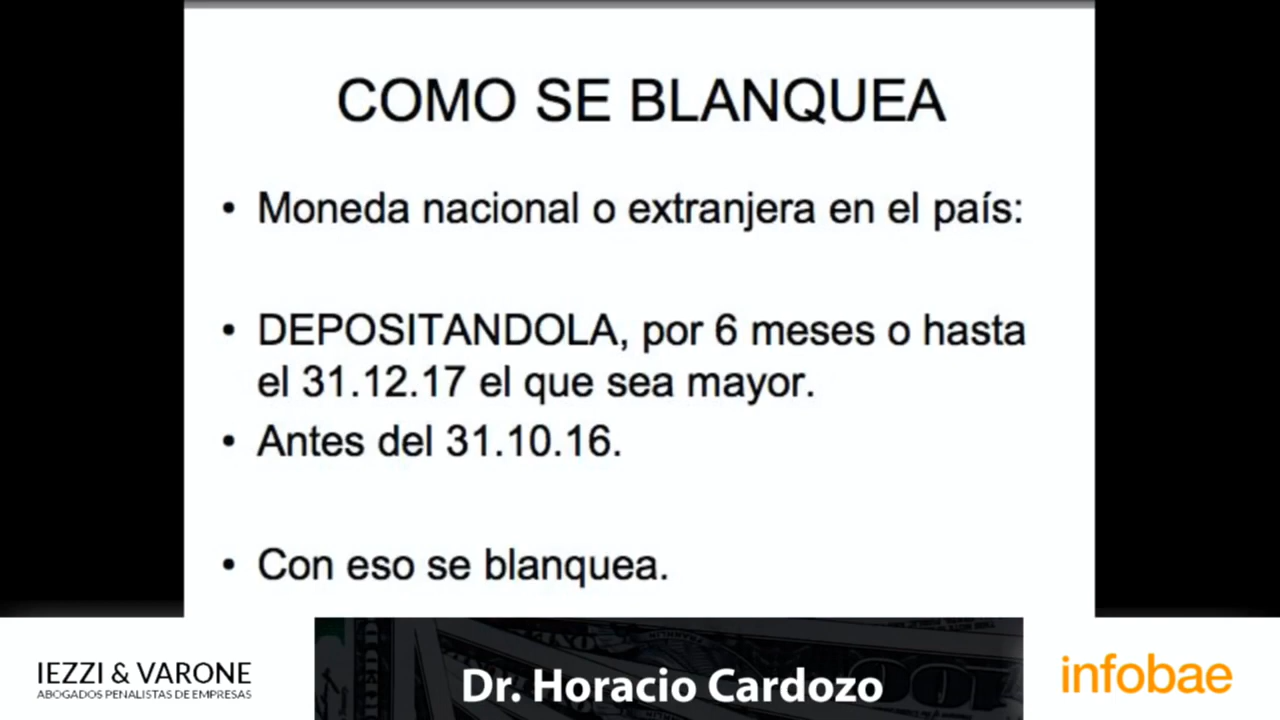 COMO SE BLANQUEA
• Moneda nacional o extranjera en el país:
• DEPOSITANDOLA, por 6 meses o hasta
el 31.12.17 el que sea mayor.
• Antes del 31.10.16.
• Con eso se blanquea.
IEZZI & VARONE
ABOGADOS PENALISTAS DE EMPRESAS
Dr. Horacio Cardozo
infobae